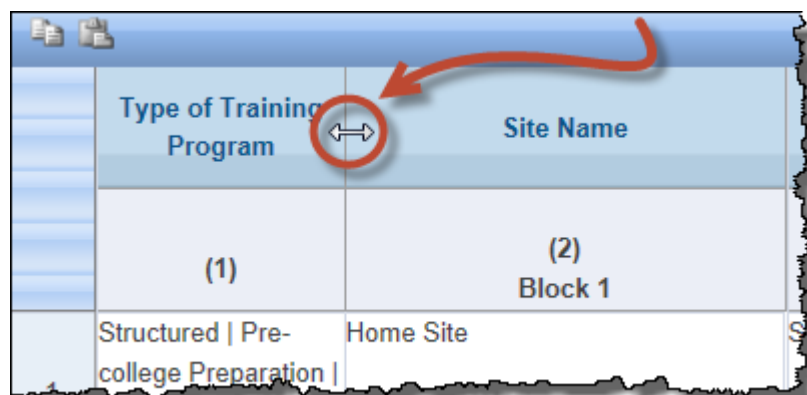 Type of Training
Program
Site Name
(1)
(2)
Block 1
Structured | Pre-
college Preparation |
Home Site
S